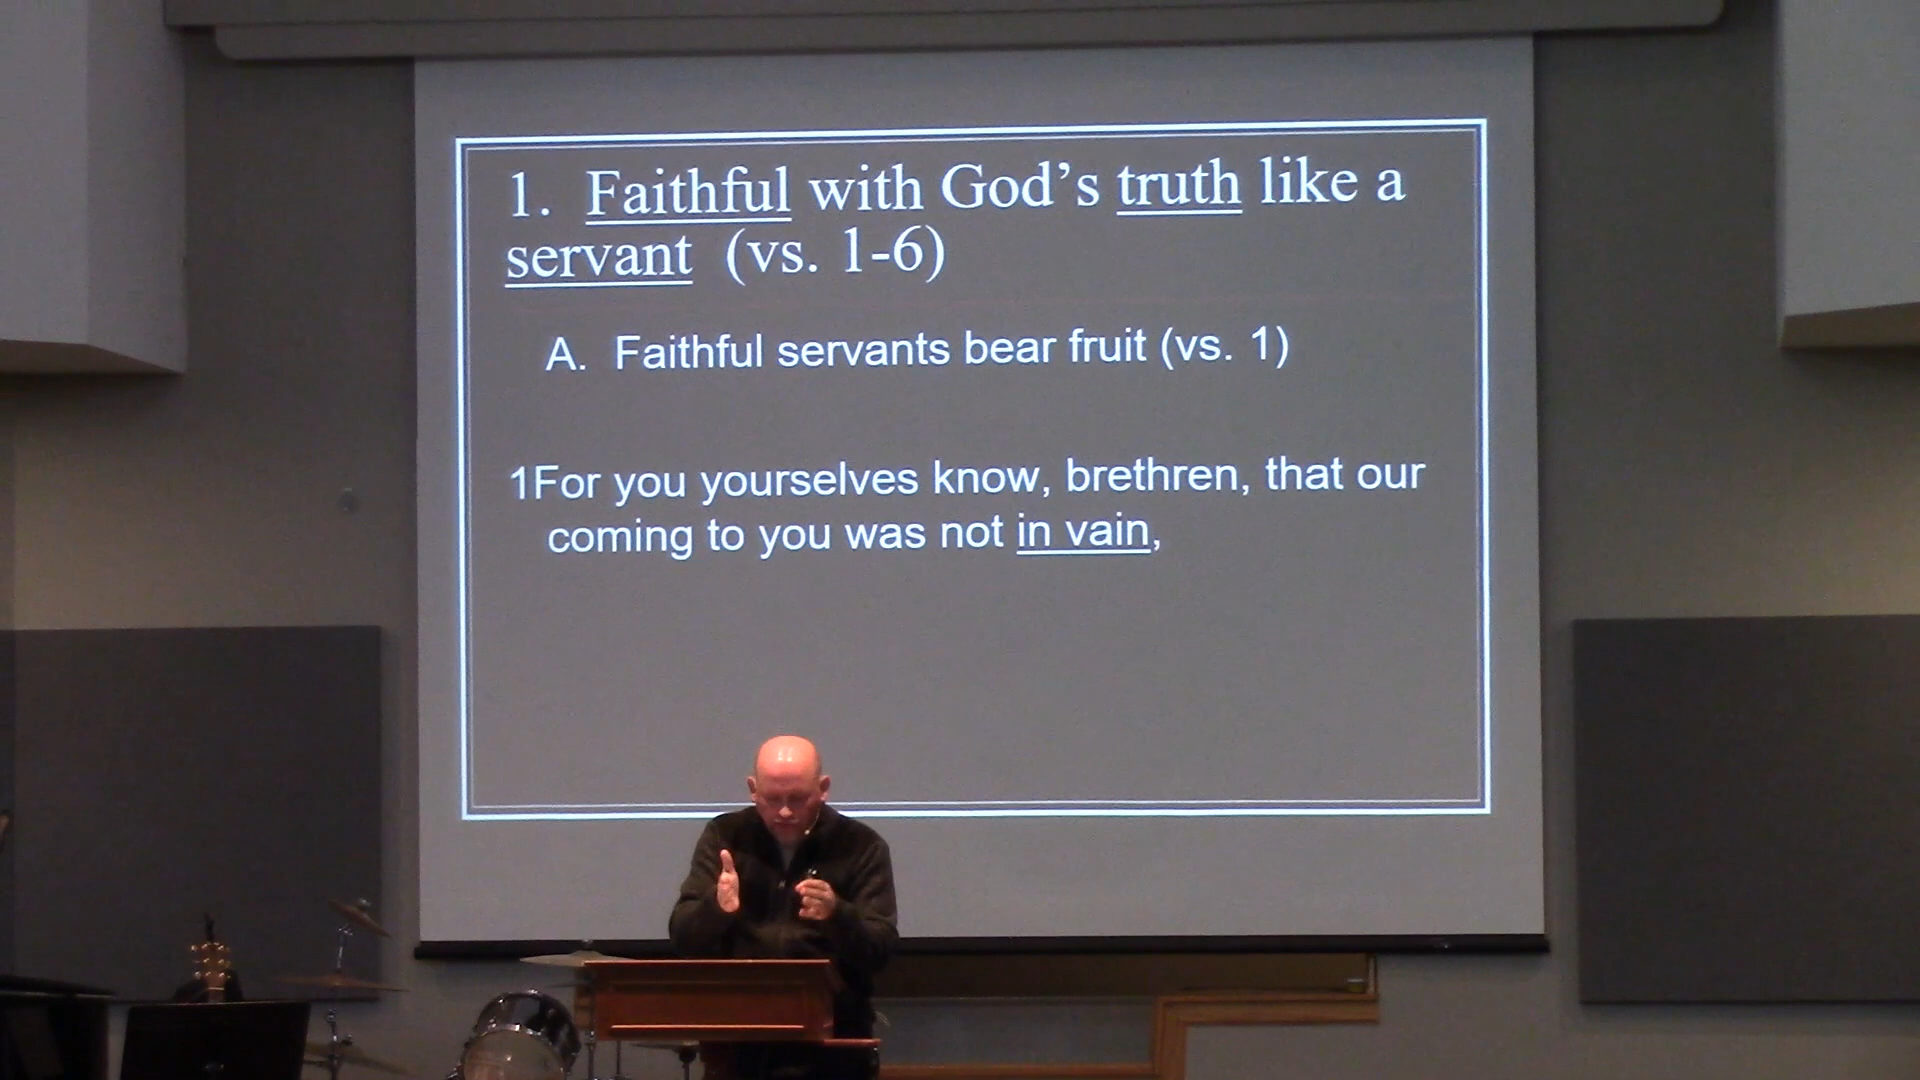 1. Faithful with God’s truth like a
servant (vs. 1-6)
A. Faithful servants bear fruit (vs. 1)
1For you yourselves know, brethren, that our
coming to you was not in vain,